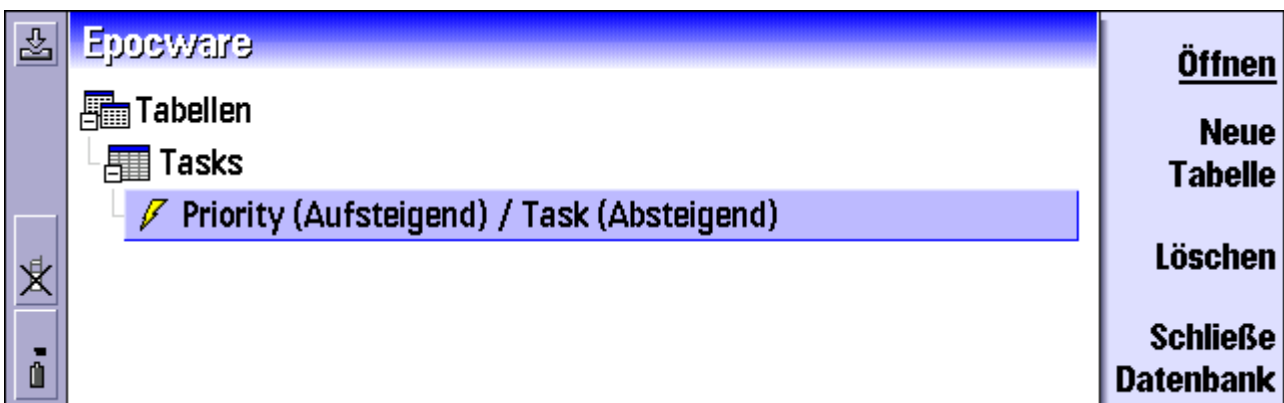 Epocware
Tabellen
Tasks
Priority (Aufsteigend) / Task (Absteigend)
Öffnen
Neue
Tabelle
Löschen
Schließe
Datenbank